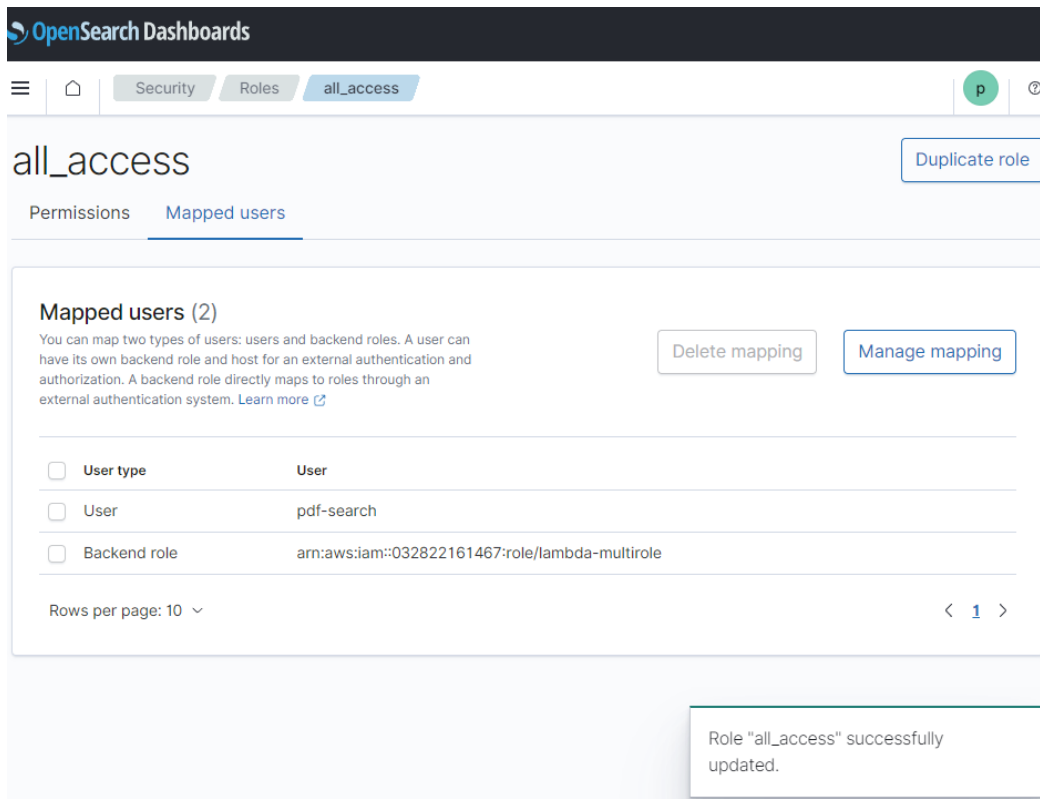 OpenSearch Dashboards
Security Roles all_access
p
all_access
Duplicate role
Permissions Mapped users
Mapped users (2)
You can map two types of users: users and backend roles. A user can
have its own backend role and host for an external authentication and
authorization. A backend role directly maps to roles through an
external authentication system. Learn more
Delete mapping
Manage mapping
User type User
User pdf-search
Backend role arn:aws:iam::032822161467:role/lambda-multirole
Rows per page: 10
1
Role "all_access" successfully
updated.